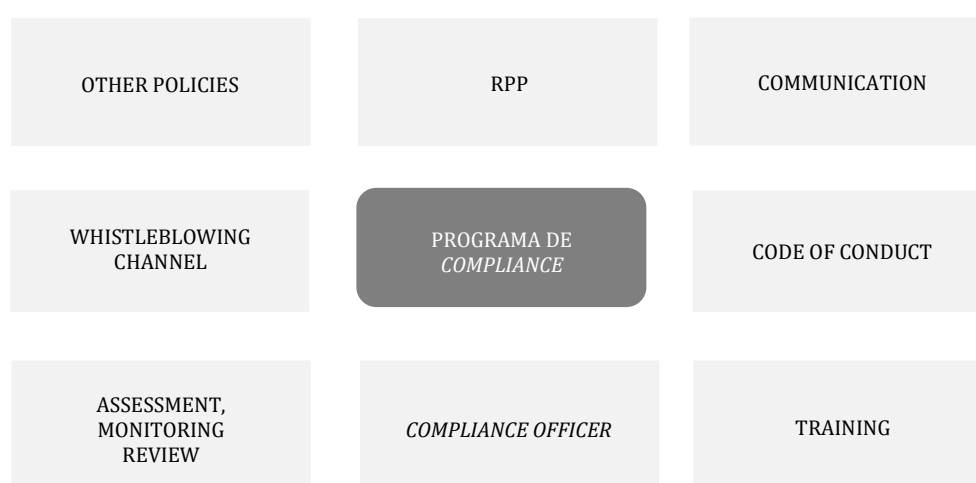 OTHER POLICIES
RPP
COMMUNICATION
WHISTLEBLOWING
CHANNEL
PROGRAMA DE
COMPLIANCE
CODE OF CONDUCT
ASSESSMENT,
MONITORING
REVIEW
COMPLIANCE OFFICER
TRAINING